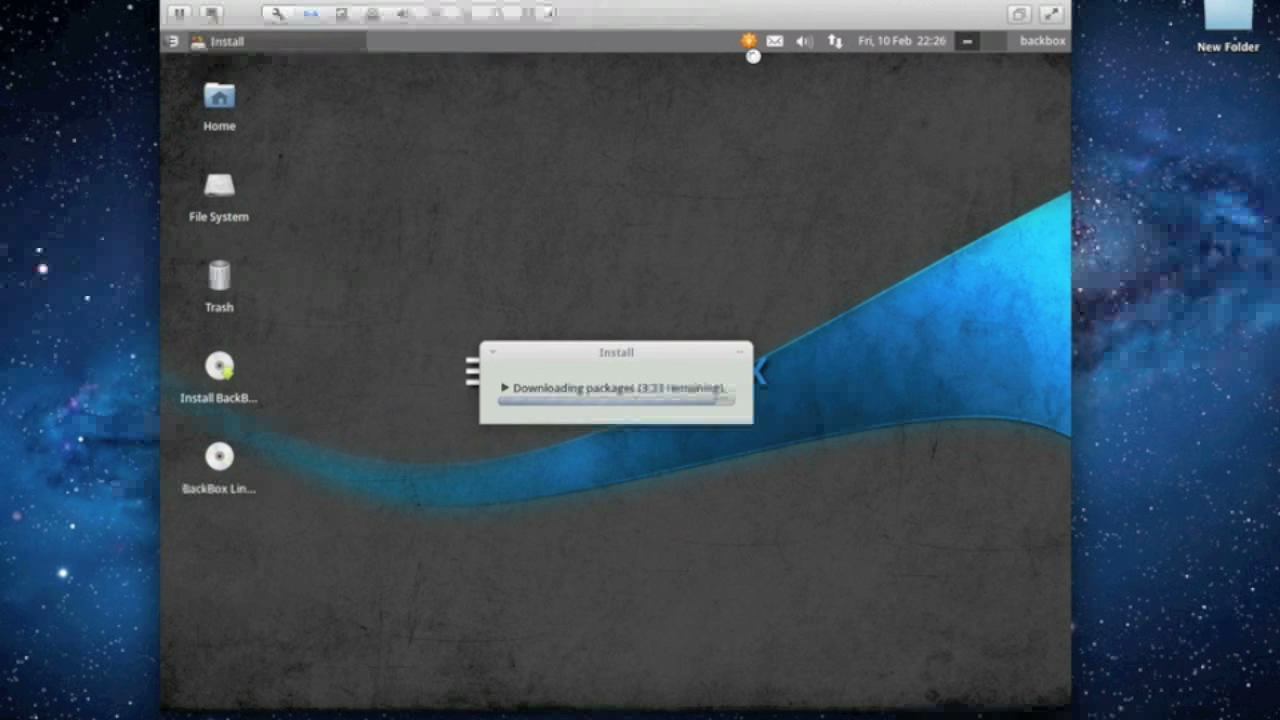 Install
Fri, 10 Feb 22:26
backbox
New Folder
Home
File System
Trash
Install BackB...
BackBox Lin...
Install
Downloading packages